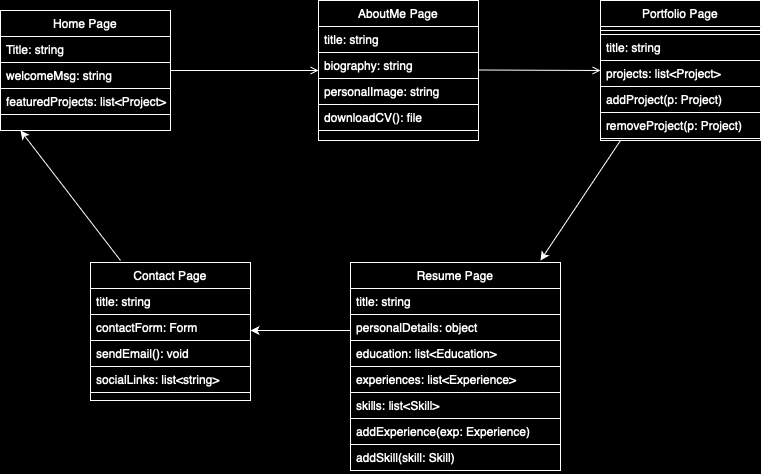 Home Page
Title: string
welcomeMsg: string
featuredProjects: list<Project>
AboutMe Page
title: string
biography: string
personalImage: string
downloadCV(): file
Portfolio Page
title: string
projects: list<Project>
addProject(p: Project)
removeProject(p: Project)
Contact Page
title: string
contactForm: Form
sendEmail(): void
socialLinks: list<string>
Resume Page
title: string
personalDetails: object
education: list<Education>
experiences: list<Experience>
skills: list<Skill>
addExperience(exp: Experience)
addSkill(skill: Skill)